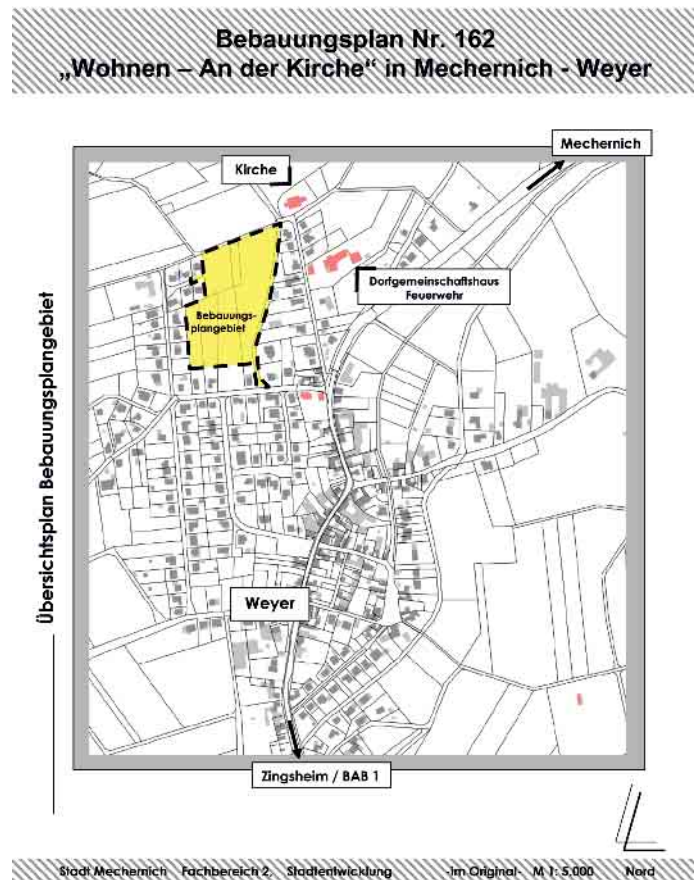 Bebauungsplan Nr. 162
„Wohnen – An der Kirche“ in Mechernich - Weyer
Mechernich
Kirche
Dorfgemeinschaftshaus
Feuerwehr
Bebauungs-
plangebiet
Übersichtsplan Bebauungsplangebiet
Weyer
Zingsheim / BAB 1
Stadt Mechernich Fachbereich 2, Stadtentwicklung -im Original- M 1: 5.000 Nord